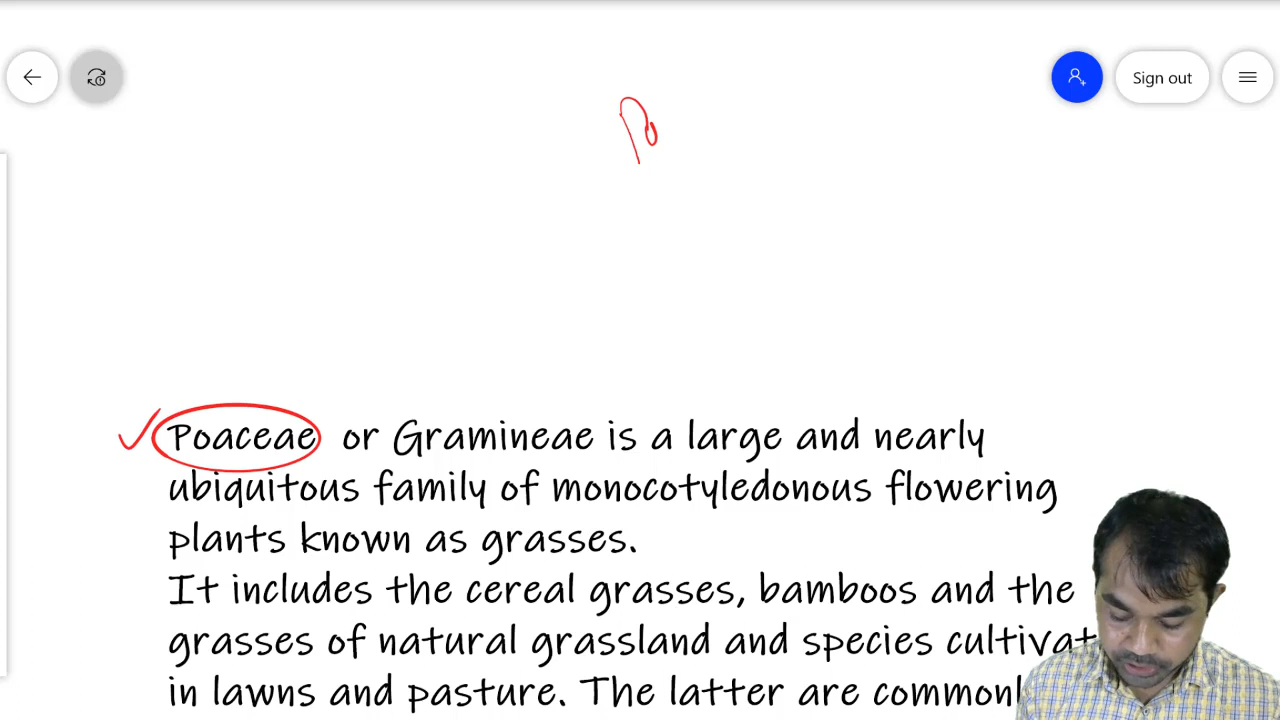 Sign out
Po
Poaceae or Gramineae is a large and nearly
ubiquitous family of monocotyledonous flowering
plants known as grasses.
It includes the cereal grasses, bamboos and the
grasses of natural grassland and species
in lawns and pasture. The latter are